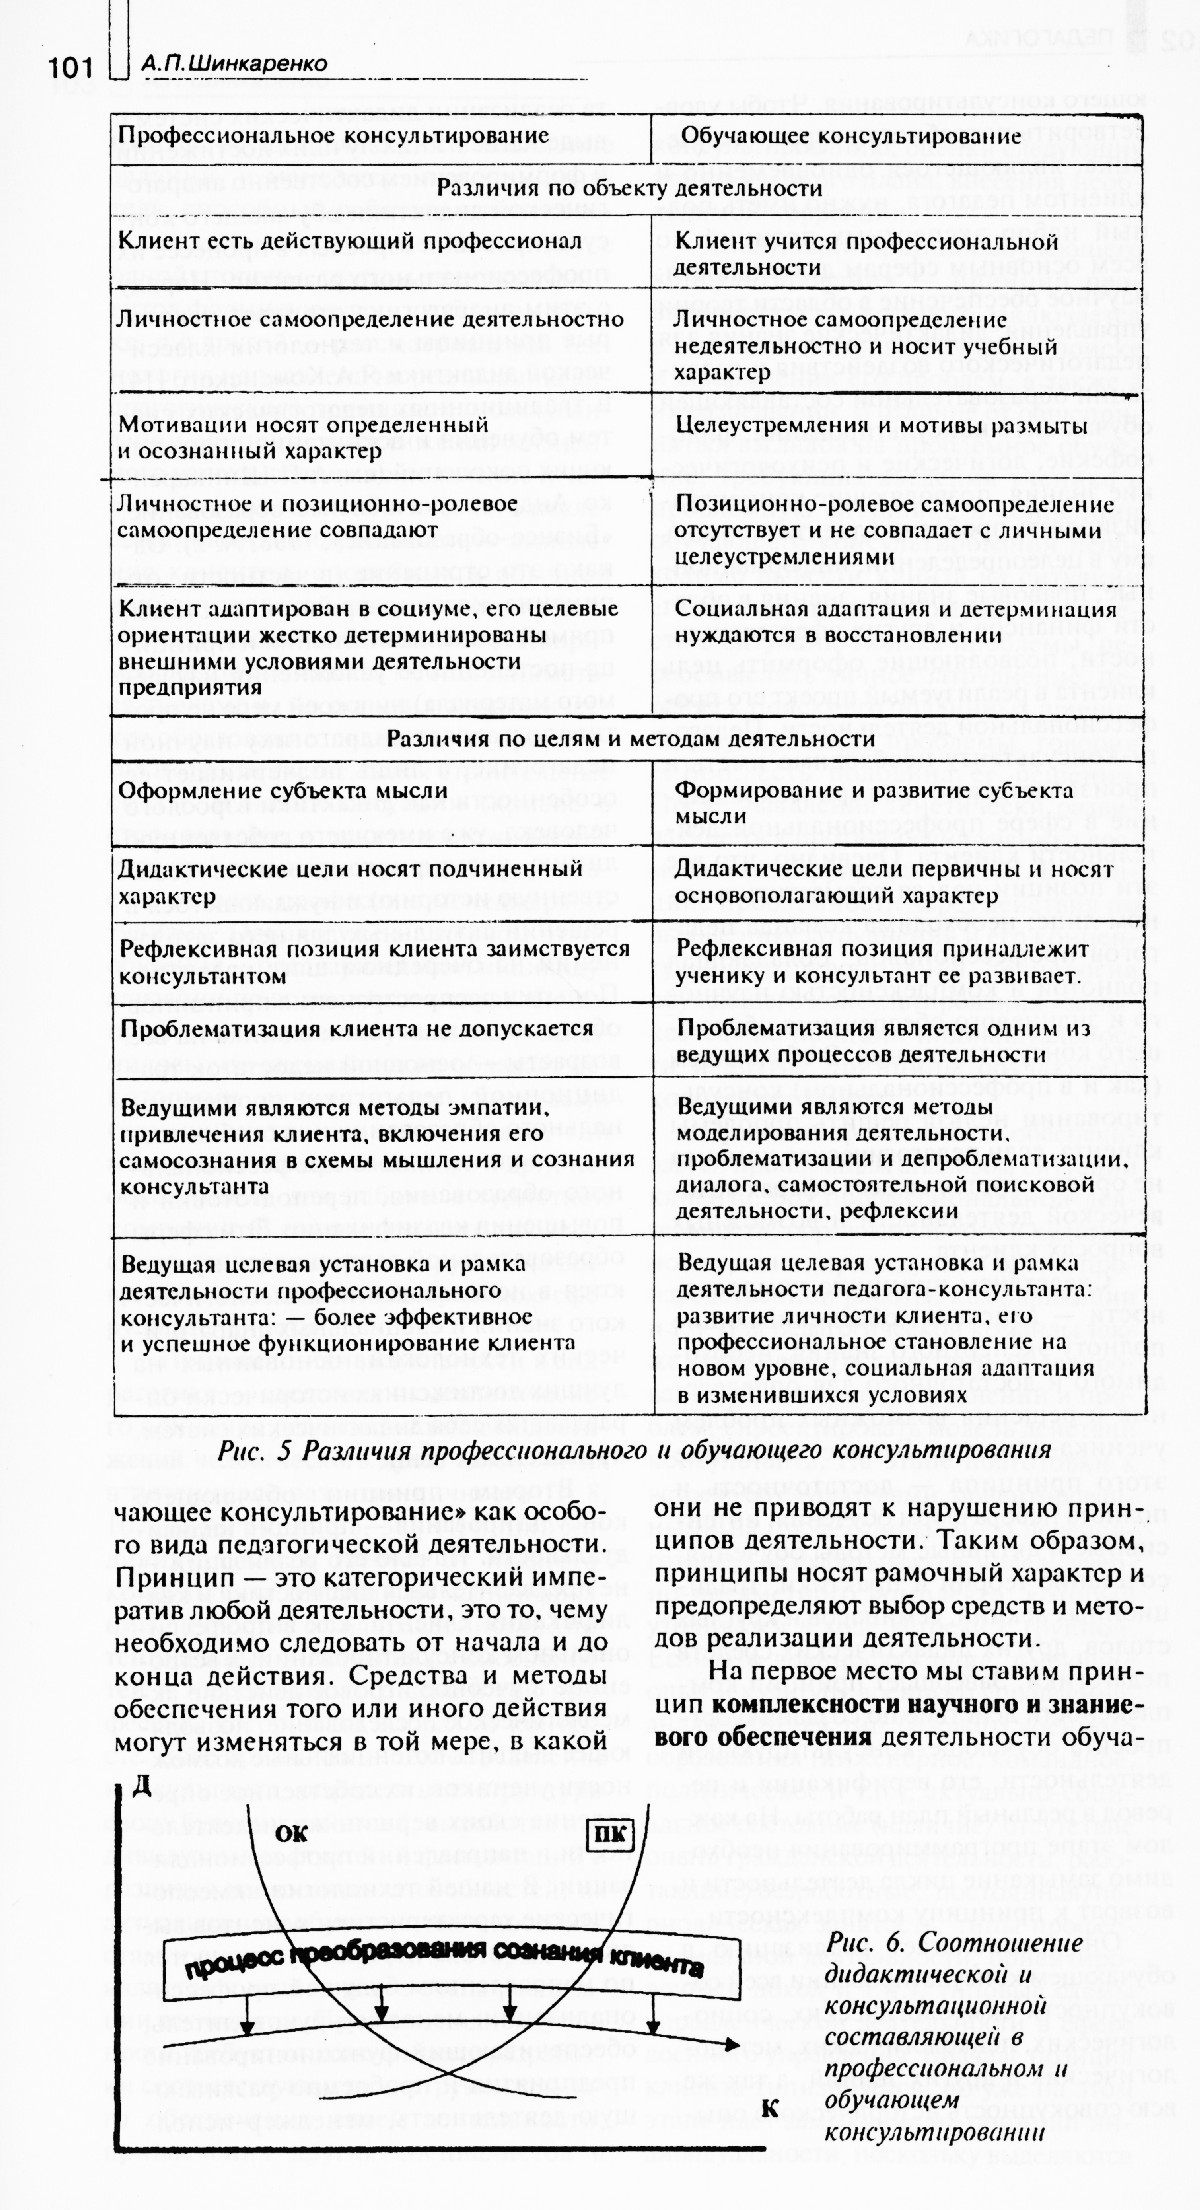 101
А.П.Шинкаренко
Профессиональное консультирование
Обучающее консультирование
Различия по объекту деятельности
Клиент есть действующий профессионал
Клиент учится профессиональной
деятельности
Личностное самоопределение деятельностно
Личностное самоопределение
недеятельностно и носит учебный
характер
Мотивации носят определенный
и осознанный характер
Целеустремления и мотивы размыты
Личностное и позиционно-ролевое
самоопределение совпадают
Позиционно-ролевое самоопределение
отсутствует и не совпадает с личными
целеустремлениями
Клиент адаптирован в социуме, его целевые
ориентации жестко детерминированы
внешними условиями деятельности
предприятия
Социальная адаптация и детерминация
нуждаются в восстановлении
Различия по целям и методам деятельности
Оформление субъекта мысли
Формирование и развитие субъекта
мысли
Дидактические цели носят подчиненный
характер
Дидактические цели первичны и носят
основополагающий характер
Рефлексивная позиция клиента заимствуется
консультантом
Рефлексивная позиция принадлежит
ученику и консультант ее развивает
Проблематизация клиента не допускается
Проблематизация является одним из
ведущих процессов деятельности
Ведущими являются методы эмпатии,
привлечения клиента, включения его
самосознания в схемы мышления и сознания
консультанта
Ведущими являются методы
моделирования деятельности,
проблематизации и депроблематизации,
диалога, самостоятельной поисковой
деятельности, рефлексии
Ведущая целевая установка и рамка
деятельности профессионального
консультанта: — более эффективное
и успешное функционирование клиента
Ведущая целевая установка и рамка
деятельности педагога-консультанта:
развитие личности клиента, его
профессиональное становление на
новом уровне, социальная адаптация
в изменившихся условиях
Рис. 5 Различия профессионального и обучающего консультирования
чающее консультирование» как особо-
го вида педагогической деятельности.
Принцип — это категорический импе-
ратив любой деятельности, это то, чему
необходимо следовать от начала и до
конца действия. Средства и методы
обеспечения того или иного действия
могут изменяться в той мере, в какой
они не приводят к нарушению прин-
ципов деятельности. Таким образом,
принципы носят рамочный характер и
предопределяют выбор средств и мето-
дов реализации деятельности.
На первое место мы ставим прин-
цип комплексности научного и знание-
вого обеспечения деятельности обуча-
Д
ОК
ПК
процесс преобразования сознания клиента
К
Рис. 6. Соотношение
дидактической и
консультационной
составляющей в
профессиональном и
обучающем
консультировании